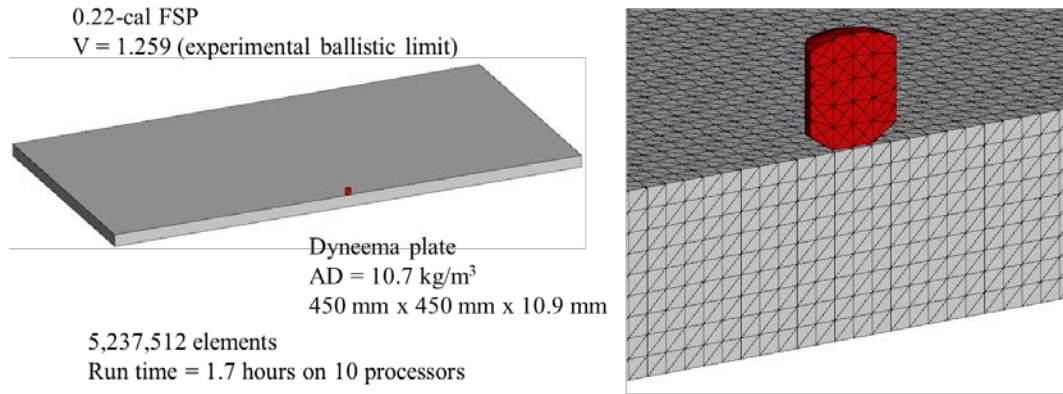 0.22-cal FSP
V = 1.259 (experimental ballistic limit)
Dyneema plate
AD = 10.7 kg/m³
450 mm x 450 mm x 10.9 mm
5,237,512 elements
Run time = 1.7 hours on 10 processors